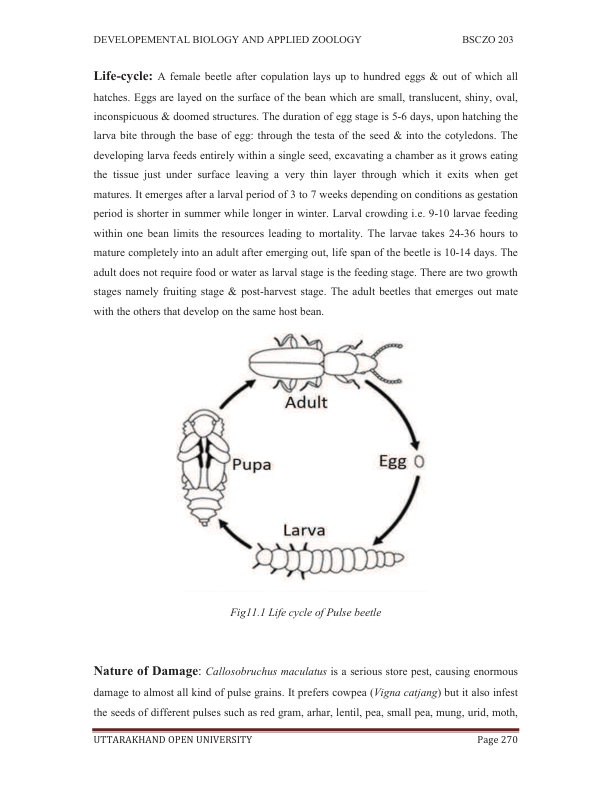 DEVELOPEMENTAL BIOLOGY AND APPLIED ZOOLOGY BSCZO 203
Life-cycle: A female beetle after copulation lays up to hundred eggs & out of which all
hatches. Eggs are layed on the surface of the bean which are small, translucent, shiny, oval,
inconspicuous & doomed structures. The duration of egg stage is 5-6 days, upon hatching the
larva bite through the base of egg: through the testa of the seed & into the cotyledons. The
developing larva feeds entirely within a single seed, excavating a chamber as it grows eating
the tissue just under surface leaving a very thin layer through which it exits when get
matures. It emerges after a larval period of 3 to 7 weeks depending on conditions as gestation
period is shorter in summer while longer in winter. Larval crowding i.e. 9-10 larvae feeding
within one bean limits the resources leading to mortality. The larvae takes 24-36 hours to
mature completely into an adult after emerging out, life span of the beetle is 10-14 days. The
adult does not require food or water as larval stage is the feeding stage. There are two growth
stages namely fruiting stage & post-harvest stage. The adult beetles that emerges out mate
with the others that develop on the same host bean.
Adult
Pupa
Egg
Larva
Fig11.1 Life cycle of Pulse beetle
Nature of Damage: Callosobruchus maculatus is a serious store pest, causing enormous
damage to almost all kind of pulse grains. It prefers cowpea (Vigna catjang) but it also infest
the seeds of different pulses such as red gram, arhar, lentil, pea, small pea, mung, urid, moth,
UTTARAKHAND OPEN UNIVERSITY Page 270